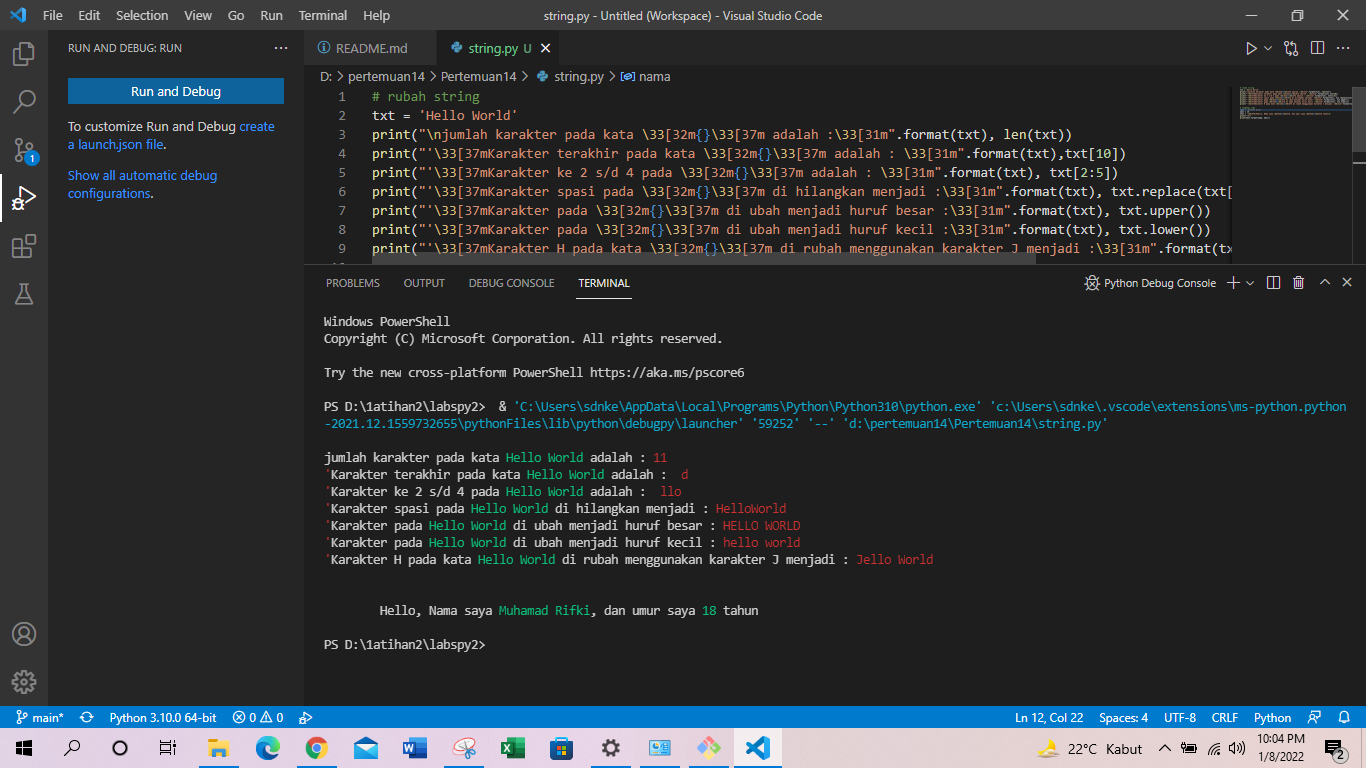 File Edit Selection View Go Run Terminal Help string.py - Untitled (Workspace) - Visual Studio Code
RUN AND DEBUG: RUN
Run and Debug
To customize Run and Debug create
a launch.json file.
Show all automatic debug
configurations.
1
README.md string.py U
D: > pertemuan14 > Pertemuan14 > string.py > nama
1 # rubah string
2 txt = 'Hello World'
3 print("\njumlah karakter pada kata \33[32m{}\33[37m adalah :\33[31m".format(txt), len(txt))
4 print("'\33[37mKarakter terakhir pada kata \33[32m{}\33[37m adalah : \33[31m".format(txt),txt[10])
5 print("'\33[37mKarakter ke 2 s/d 4 pada \33[32m{}\33[37m adalah : \33[31m".format(txt), txt[2:5])
6 print("'\33[37mKarakter spasi pada \33[32m{}\33[37m di hilangkan menjadi :\33[31m".format(txt), txt.replace(txt[
7 print("'\33[37mKarakter pada \33[32m{}\33[37m di ubah menjadi huruf besar :\33[31m".format(txt), txt.upper())
8 print("'\33[37mKarakter pada \33[32m{}\33[37m di ubah menjadi huruf kecil :\33[31m".format(txt), txt.lower())
9 print("'\33[37mKarakter H pada kata \33[32m{}\33[37m di rubah menggunakan karakter J menjadi :\33[31m".format(tx
PROBLEMS OUTPUT DEBUG CONSOLE TERMINAL Python Debug Console
Windows PowerShell
Copyright (C) Microsoft Corporation. All rights reserved.
Try the new cross-platform PowerShell https://aka.ms/pscore6
PS D:\1atihan2\labspy2>  & 'C:\Users\sdnke\AppData\Local\Programs\Python\Python310\python.exe' 'c:\Users\sdnke\.vscode\extensions\ms-python.python
-2021.12.1559732655\pythonFiles\lib\python\debugpy\launcher' '59252' '--' 'd:\pertemuan14\Pertemuan14\string.py'
jumlah karakter pada kata Hello World adalah : 11
'Karakter terakhir pada kata Hello World adalah :  d
'Karakter ke 2 s/d 4 pada Hello World adalah :  llo
'Karakter spasi pada Hello World di hilangkan menjadi : HelloWorld
'Karakter pada Hello World di ubah menjadi huruf besar : HELLO WORLD
'Karakter pada Hello World di ubah menjadi huruf kecil : hello world
'Karakter H pada kata Hello World di rubah menggunakan karakter J menjadi : Jello World
Hello, Nama saya Muhamad Rifki, dan umur saya 18 tahun
PS D:\1atihan2\labspy2>
main* Python 3.10.0 64-bit 0 0 Ln 12, Col 22 Spaces: 4 UTF-8 CRLF Python
22°C Kabut 10:04 PM
1/8/2022 2